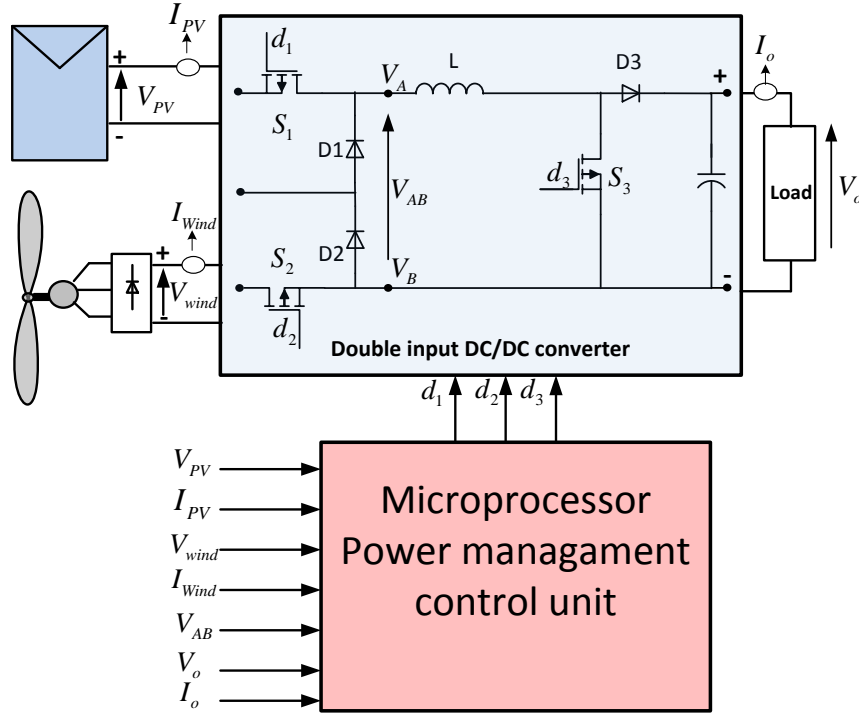 I_PV
d_1
L
D3
I_o
+
V_A
+
V_PV
S_1
-
D1
d_3
S_3
V_AB
Load
V_o
I_Wind
D2
S_2
+
V_B
-
V_wind
-
d_2
Double input DC/DC converter
d_1 d_2 d_3
V_PV
I_PV
V_wind
I_Wind
V_AB
V_o
I_o
Microprocessor
Power managament
control unit